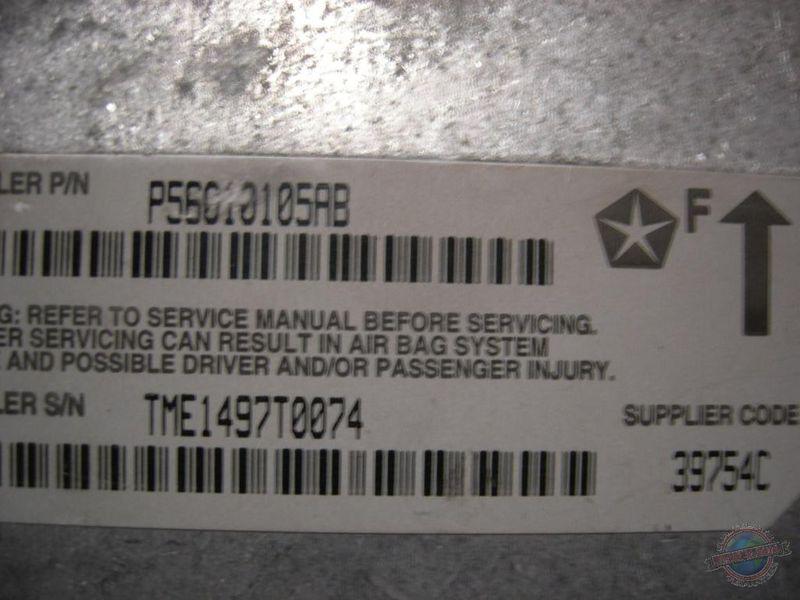 LER P/N P56010105AB
F
G: REFER TO SERVICE MANUAL BEFORE SERVICING.
ER SERVICING CAN RESULT IN AIR BAG SYSTEM
AND POSSIBLE DRIVER AND/OR PASSENGER INJURY.
LER S/N TME1497T0074
SUPPLIER CODE
39754C